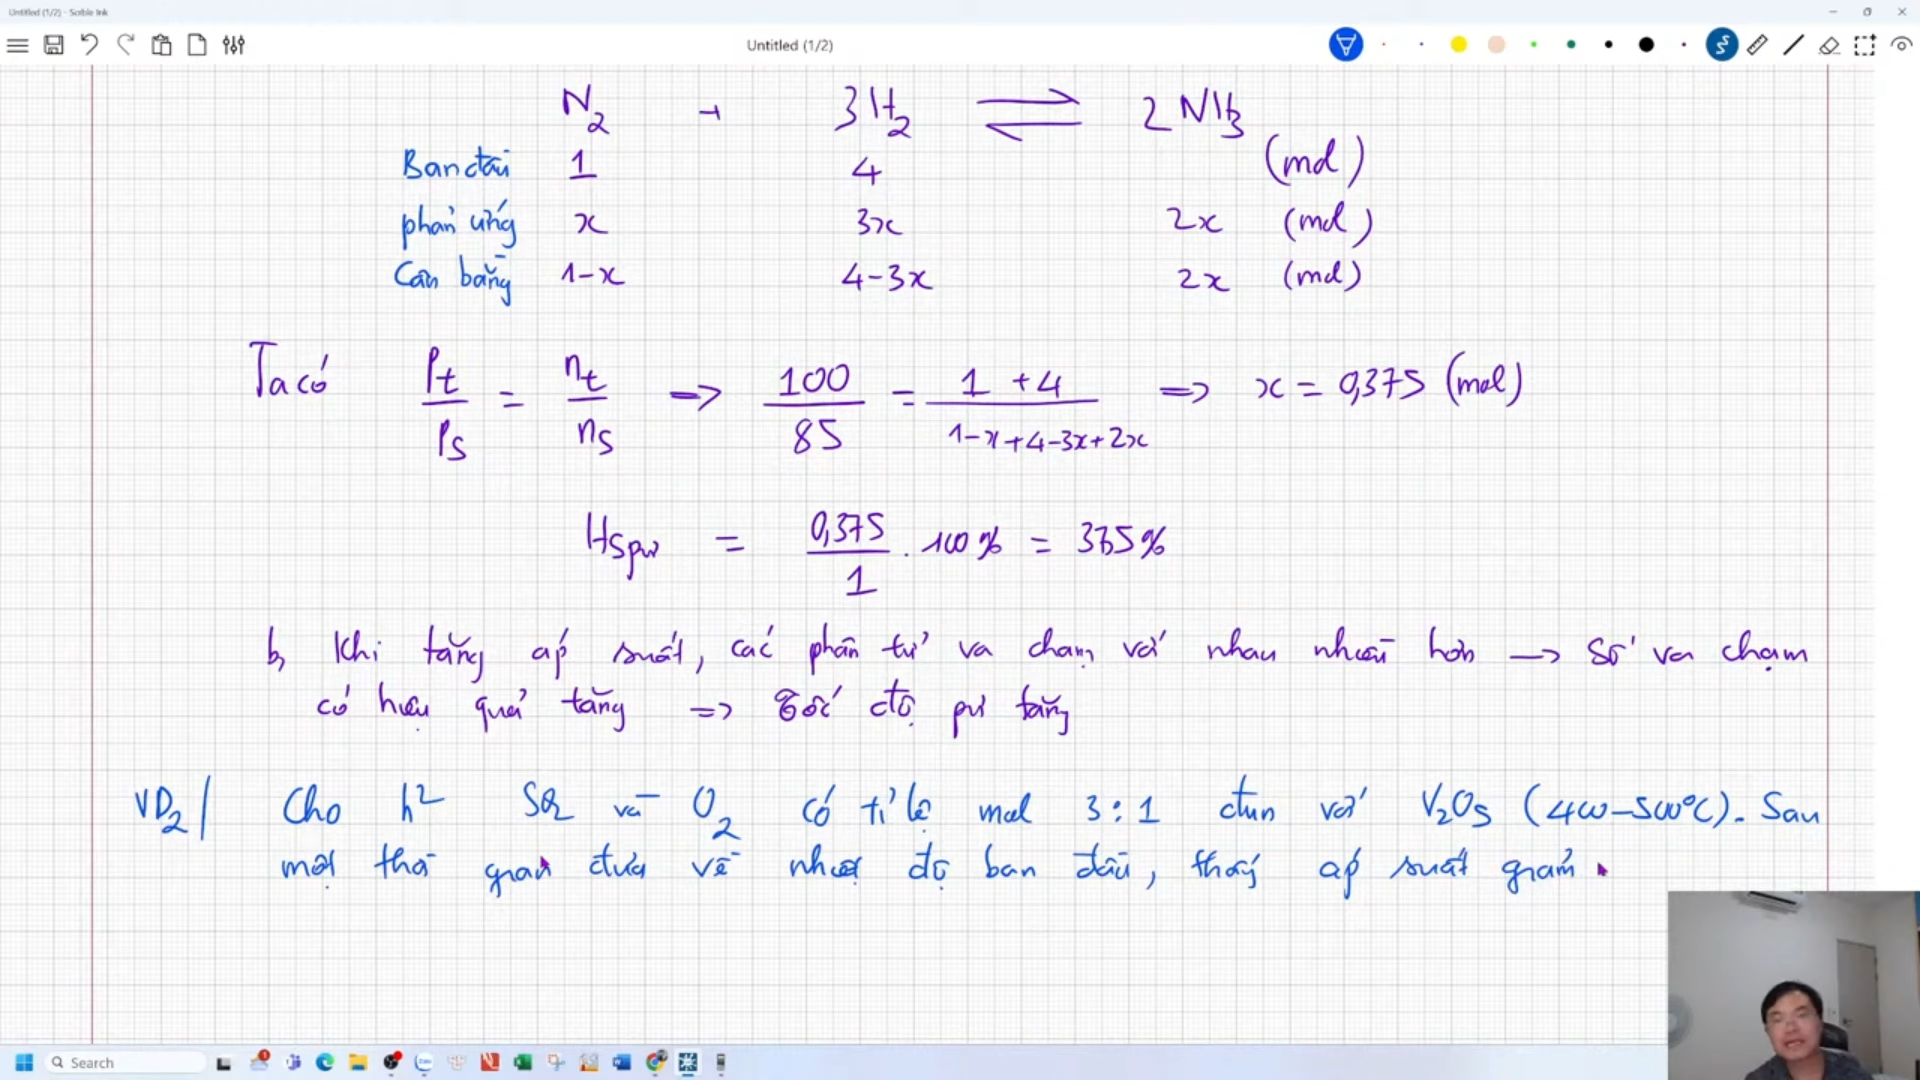 Untitled (1/2) - Scrble Ink
Untitled (1/2)
N₂ + 3H₂ ⇌ 2NH₃
Ban đầu 1 4 (mol)
phản ứng x 3x 2x (mol)
Cân bằng 1-x 4-3x 2x (mol)
Ta có Pt/Ps = nt/ns => 100/85 = (1+4)/(1-x+4-3x+2x) => x = 0,375 (mol)
Hspư = 0,375/1 . 100% = 37,5%
b, Khi tăng áp suất, các phân tử va chạm với nhau nhiều hơn → Số va chạm
có hiệu quả tăng => Tốc độ pư tăng
VD₂/ Cho h² SO₂ và O₂ có tỉ lệ mol 3:1 đun với V₂O₅ (400-500°C). Sau
một thời gian đưa về nhiệt độ ban đầu, thấy áp suất giảm
Search